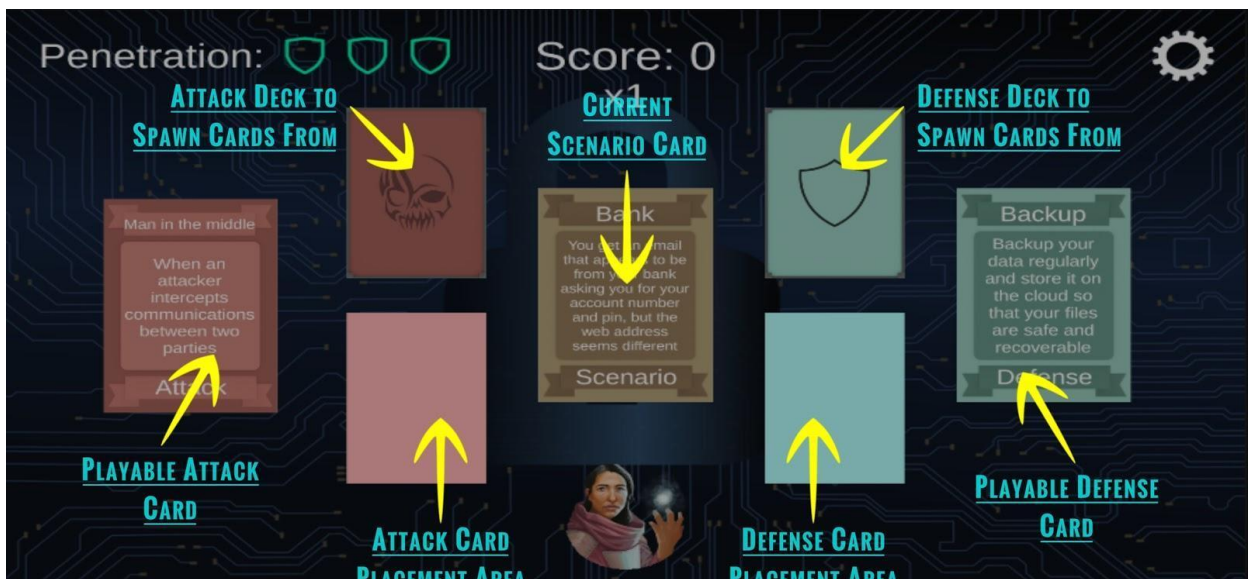 Penetration:
Score: 0
x1
ATTACK DECK TO
SPAWN CARDS FROM
CURRENT
SCENARIO CARD
DEFENSE DECK TO
SPAWN CARDS FROM
Man in the middle
When an
attacker
intercepts
communications
between two
parties
Attack
Bank
You get an email
that appears to be
from your bank
asking you for your
account number
and pin, but the
web address
seems different
Scenario
Backup
Backup your
data regularly
and store it on
the cloud so
that your files
are safe and
recoverable
Defense
PLAYABLE ATTACK
CARD
ATTACK CARD
PLACEMENT AREA
DEFENSE CARD
PLACEMENT AREA
PLAYABLE DEFENSE
CARD